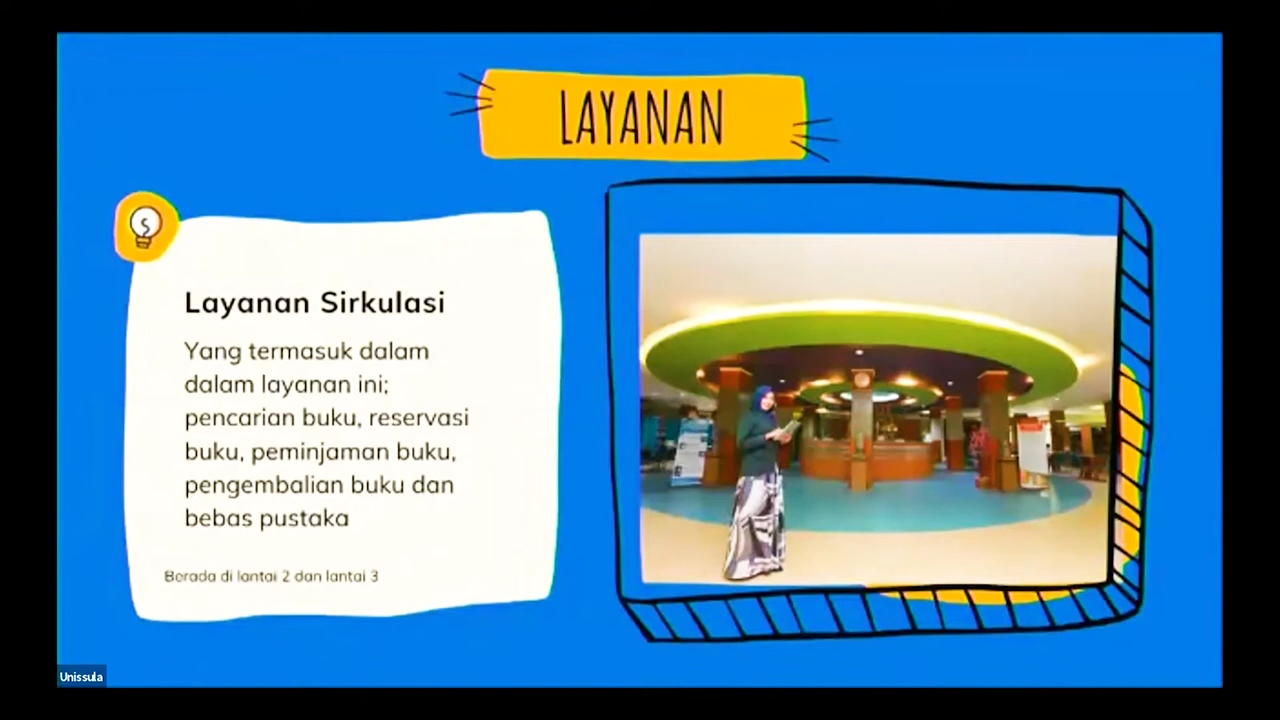 LAYANAN
Layanan Sirkulasi
Yang termasuk dalam
dalam layanan ini;
pencarian buku, reservasi
buku, peminjaman buku,
pengembalian buku dan
bebas pustaka
Berada di lantai 2 dan lantai 3
Unissula